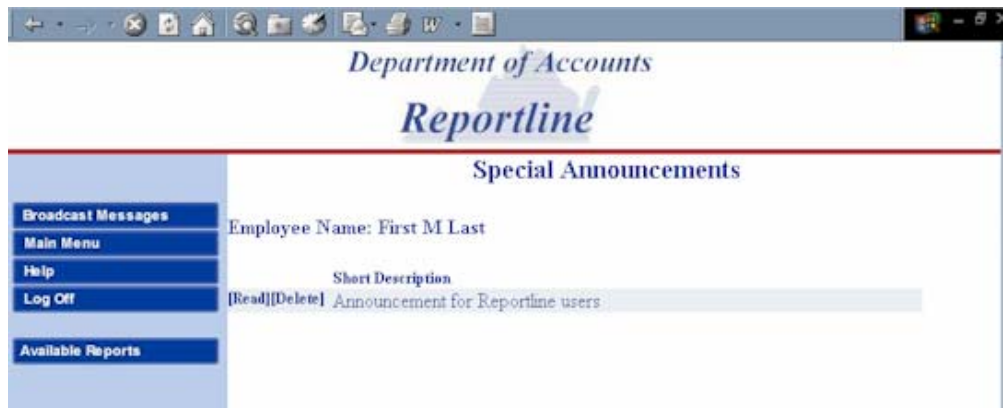 Department of Accounts
Reportline
Special Announcements
Broadcast Messages
Main Menu
Help
Log Off
Available Reports
Employee Name: First M Last
Short Description
[Read][Delete] Announcement for Reportline users